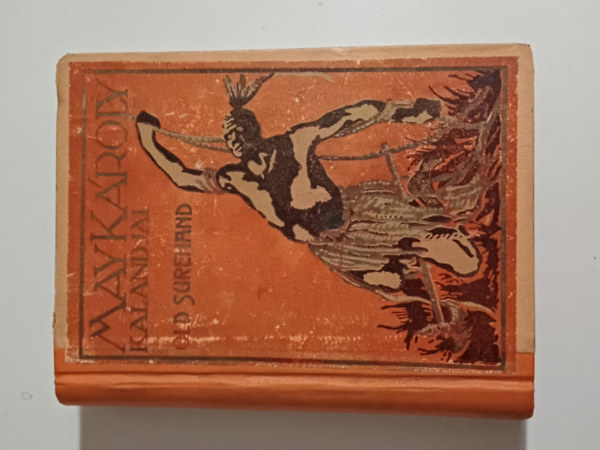 MAY KÁROLY
KALANDJAI
OLD SUREHAND